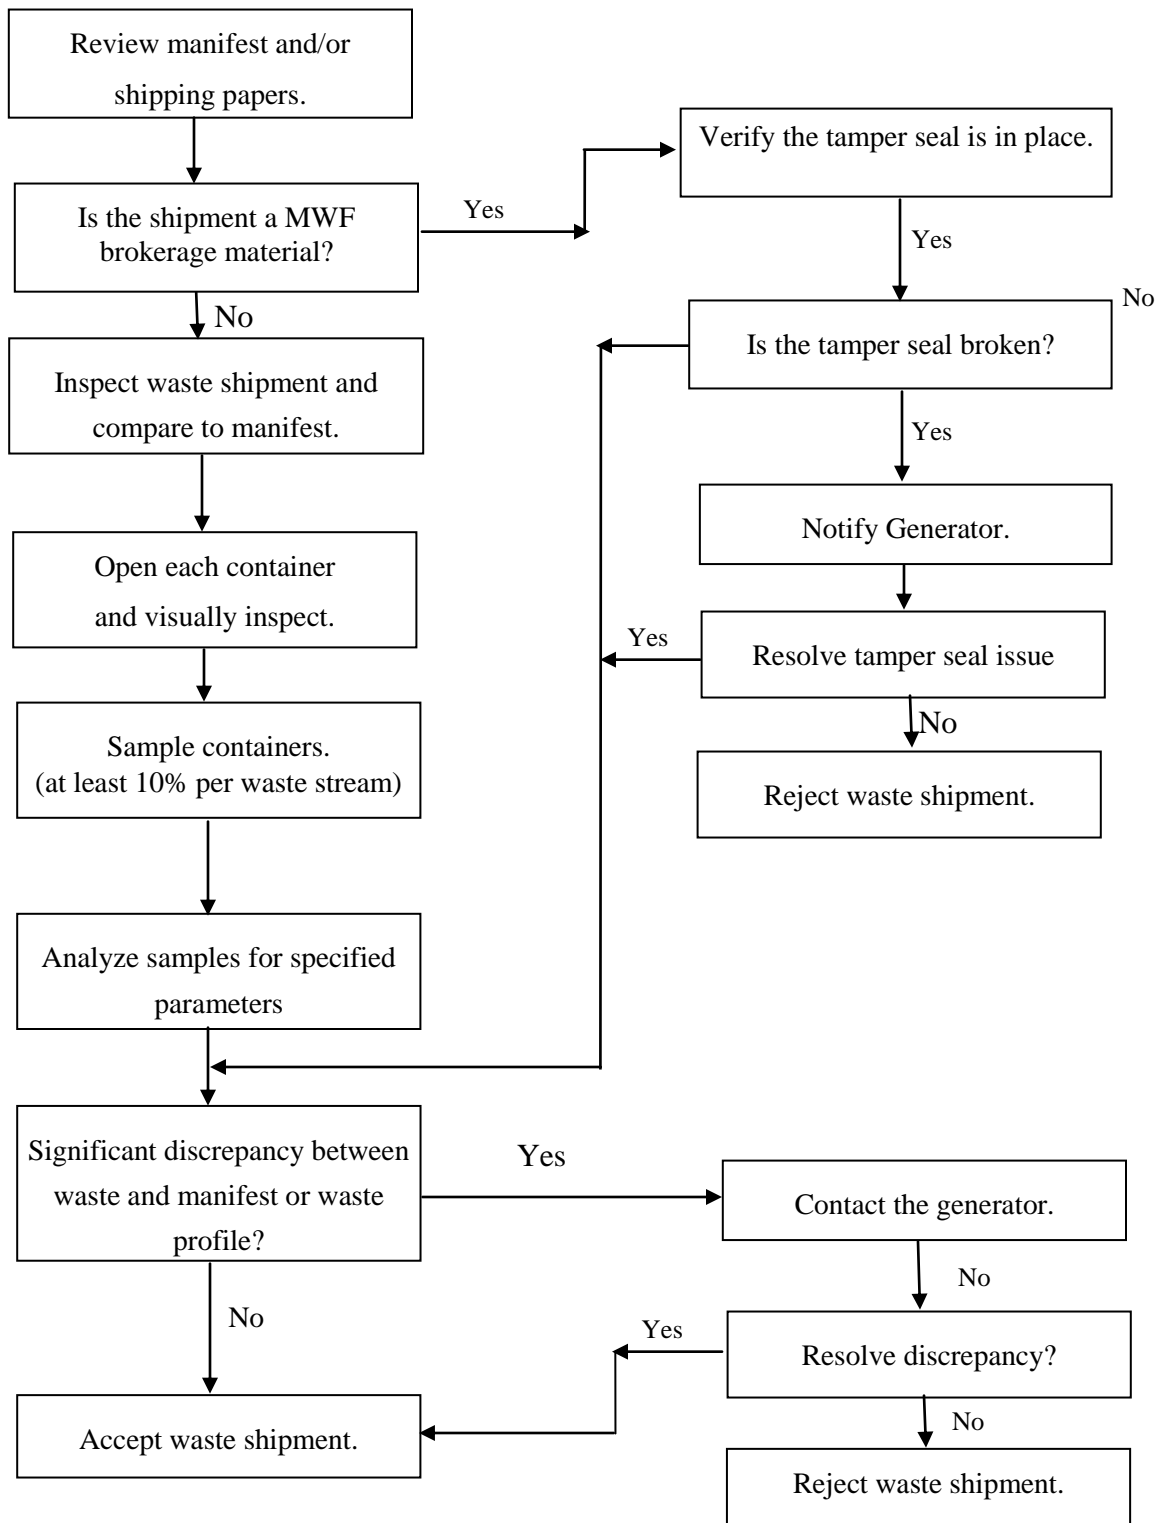 Review manifest and/or
shipping papers.
Verify the tamper seal is in place.
Is the shipment a MWF
brokerage material?
Yes
Yes
No
No
Is the tamper seal broken?
Inspect waste shipment and
compare to manifest.
Yes
Notify Generator.
Open each container
and visually inspect.
Yes
Resolve tamper seal issue
No
Sample containers.
(at least 10% per waste stream)
Reject waste shipment.
Analyze samples for specified
parameters
Significant discrepancy between
waste and manifest or waste
profile?
Yes
Contact the generator.
No
No
Yes
Resolve discrepancy?
No
Accept waste shipment.
Reject waste shipment.